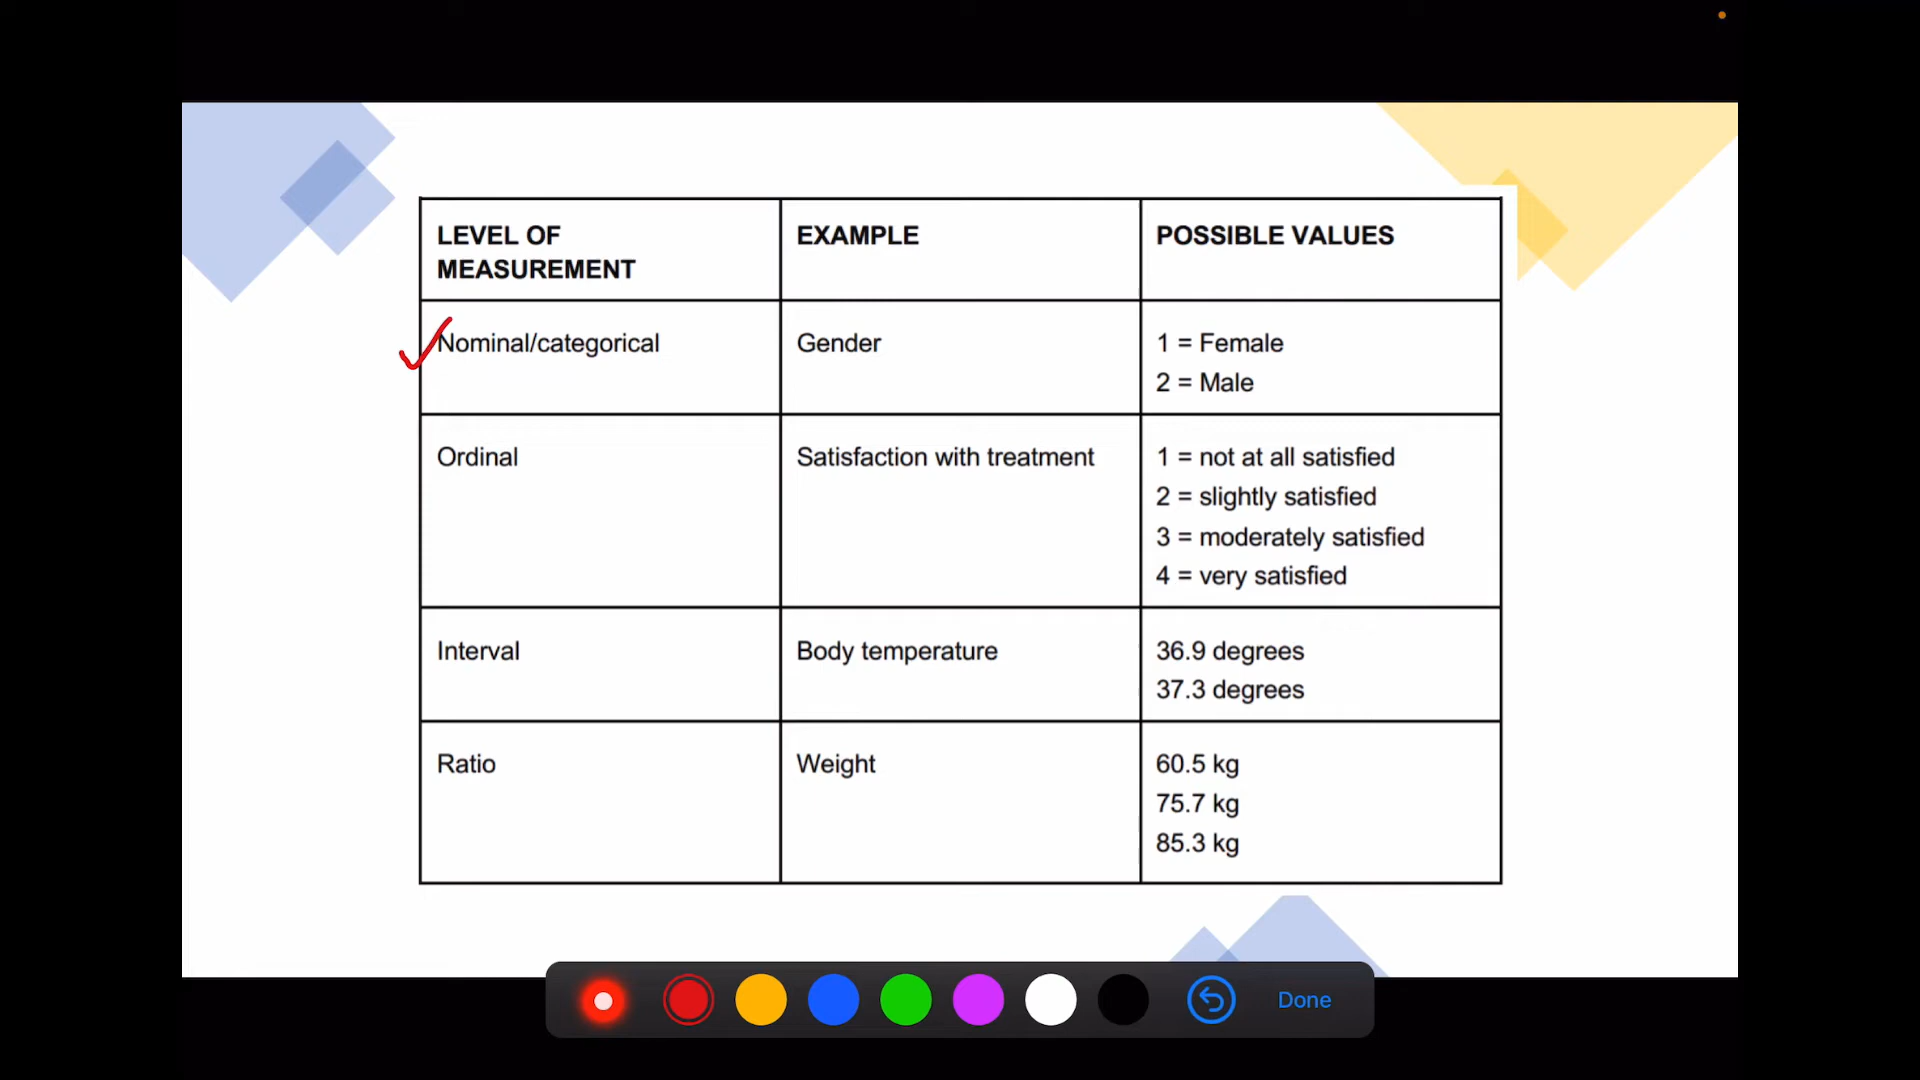 LEVEL OF
MEASUREMENT
EXAMPLE
POSSIBLE VALUES
Nominal/categorical
Gender
1 = Female
2 = Male
Ordinal
Satisfaction with treatment
1 = not at all satisfied
2 = slightly satisfied
3 = moderately satisfied
4 = very satisfied
Interval
Body temperature
36.9 degrees
37.3 degrees
Ratio
Weight
60.5 kg
75.7 kg
85.3 kg
Done